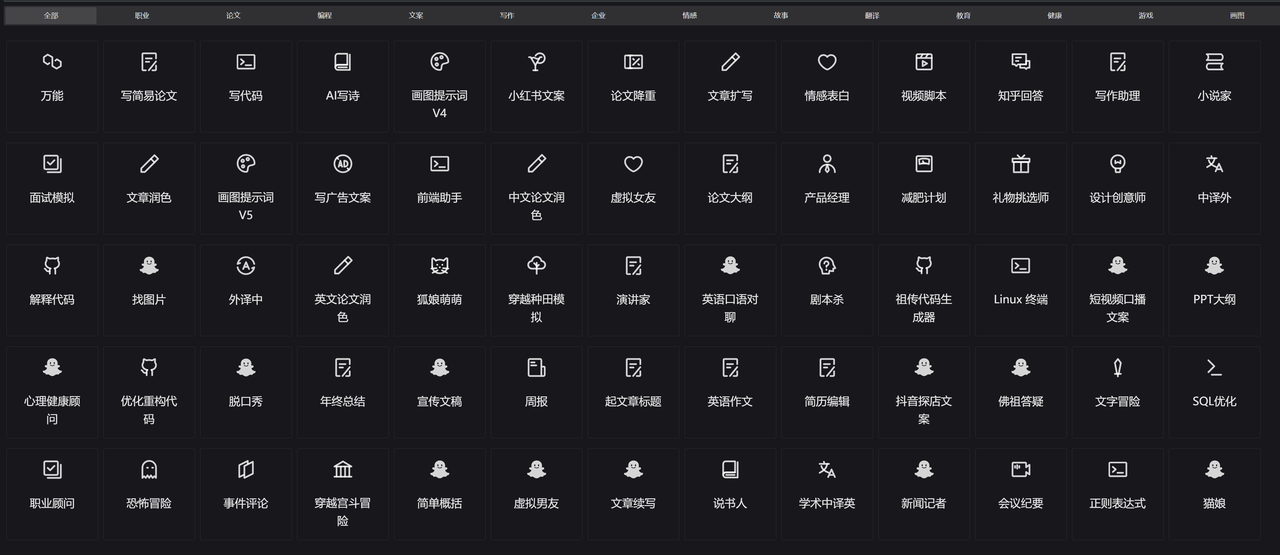 全部
职业
论文
编程
文案
写作
企业
情感
故事
翻译
教育
健康
游戏
画图
万能
写简易论文
写代码
AI写诗
画图提示词
V4
小红书文案
论文降重
文章扩写
情感表白
视频脚本
知乎回答
写作助理
小说家
面试模拟
文章润色
画图提示词
V5
AD
写广告文案
前端助手
中文论文润
色
虚拟女友
论文大纲
产品经理
减肥计划
礼物挑选师
设计创意师
中译外
解释代码
找图片
外译中
英文论文润
色
狐娘萌萌
穿越种田模
拟
演讲家
英语口语对
聊
剧本杀
祖传代码生
成器
Linux 终端
短视频口播
文案
PPT大纲
心理健康顾
问
优化重构代
码
脱口秀
年终总结
宣传文稿
周报
起文章标题
英语作文
简历编辑
抖音探店文
案
佛祖答疑
文字冒险
SQL优化
职业顾问
恐怖冒险
事件评论
穿越宫斗冒
险
简单概括
虚拟男友
文章续写
说书人
学术中译英
新闻记者
会议纪要
正则表达式
猫娘